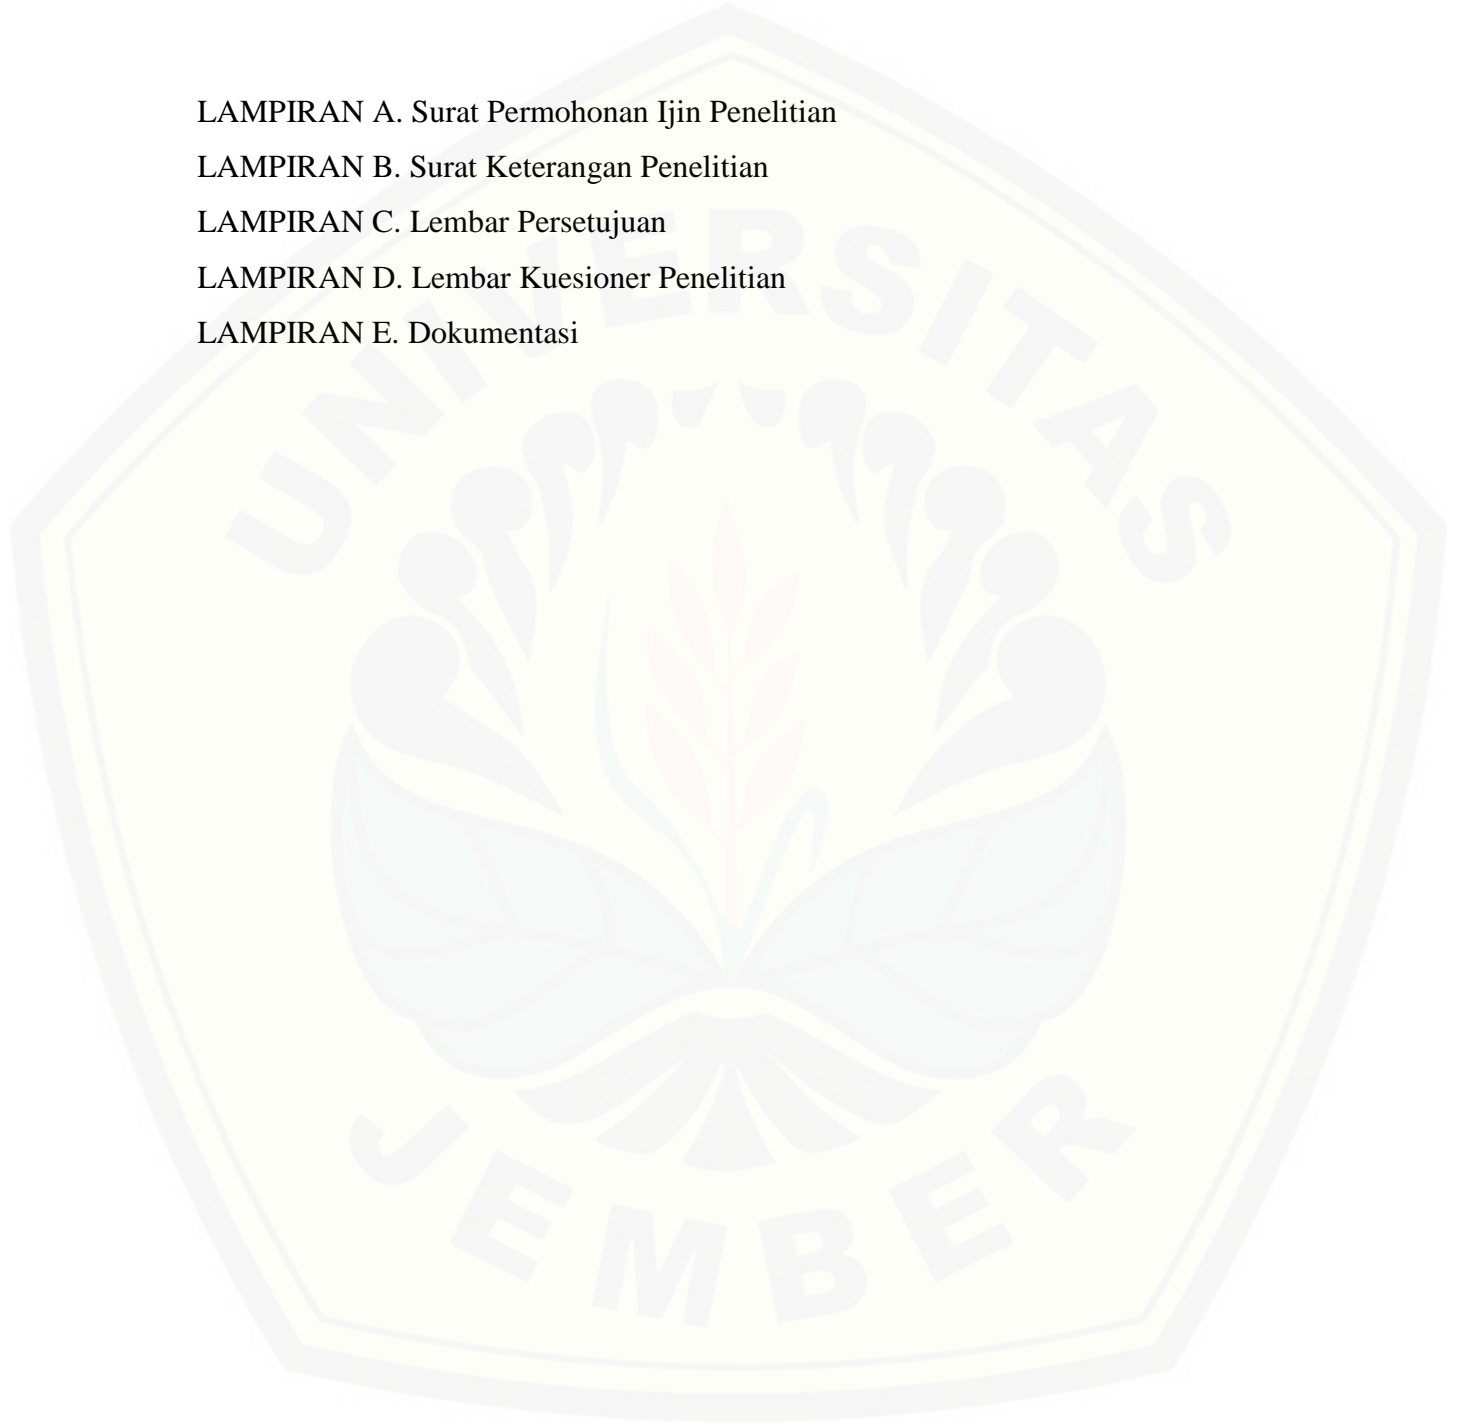 LAMPIRAN A. Surat Permohonan Ijin Penelitian
LAMPIRAN B. Surat Keterangan Penelitian
LAMPIRAN C. Lembar Persetujuan
LAMPIRAN D. Lembar Kuesioner Penelitian
LAMPIRAN E. Dokumentasi
UNIVERSITAS
JEMBER